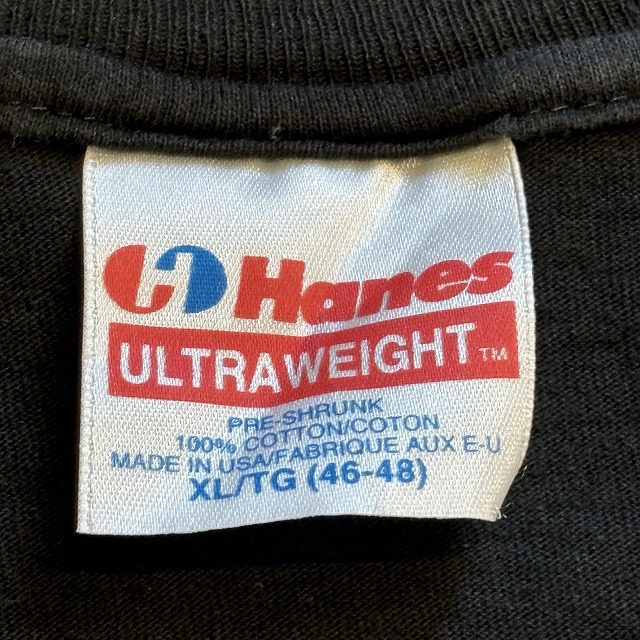 Hanes
ULTRAWEIGHT™
PRE-SHRUNK
100% COTTON/COTON
MADE IN USA/FABRIQUE AUX E-U
XL/TG (46-48)